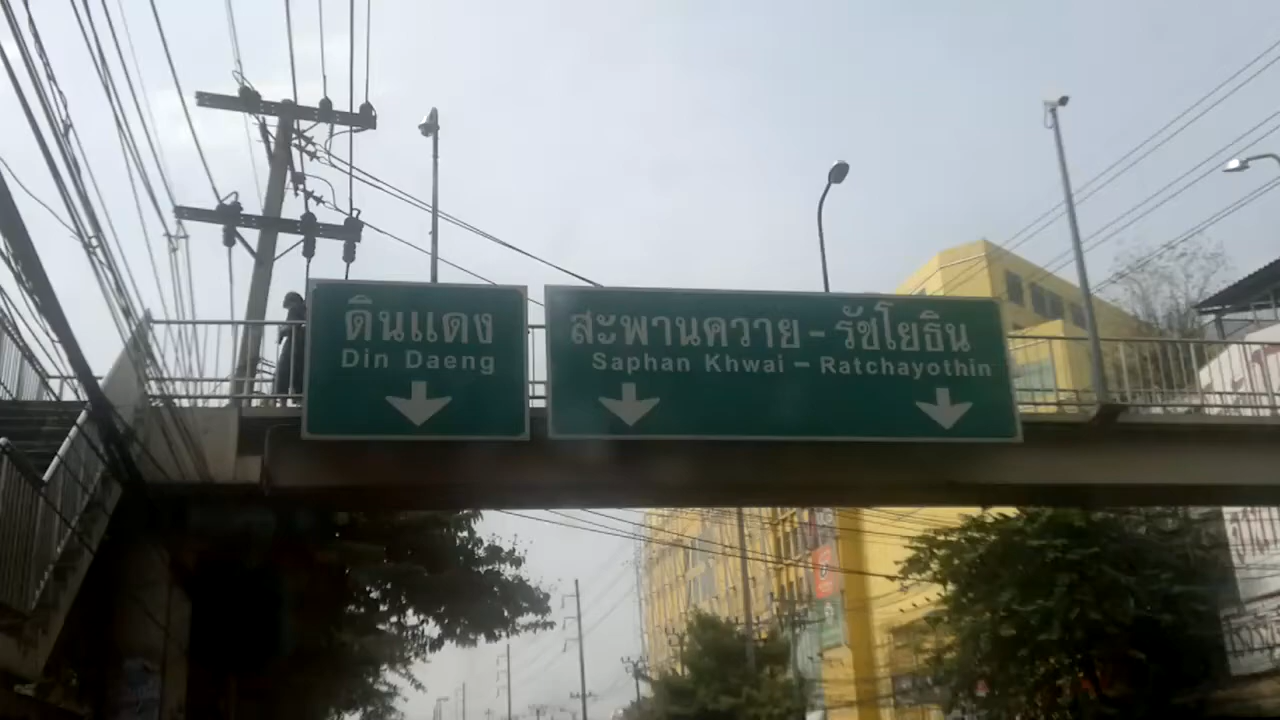 ดินแดง
Din Daeng
สะพานควาย - รัชโยธิน
Saphan Khwai – Ratchayothin